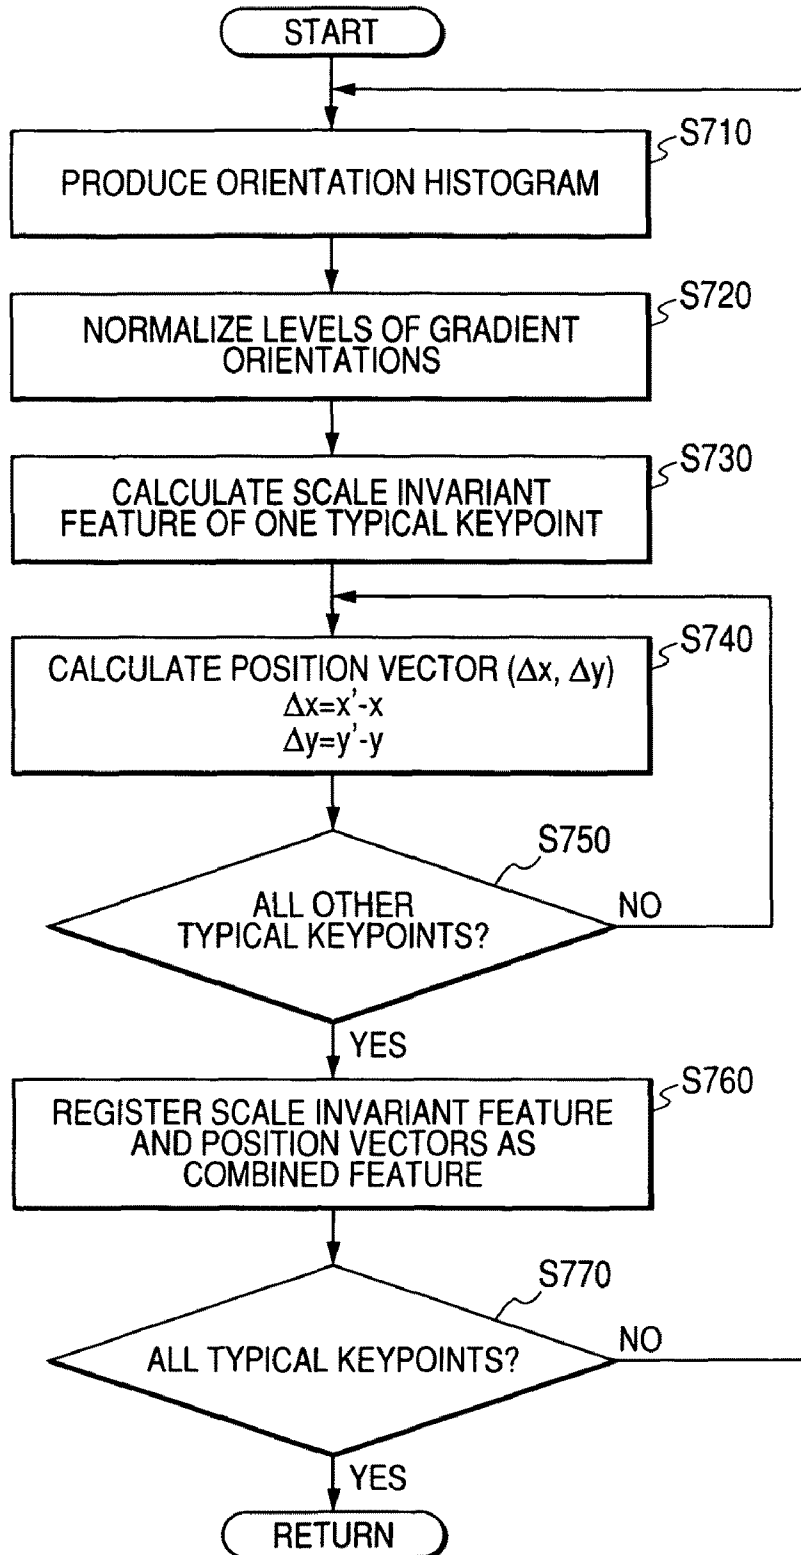 START
S710
PRODUCE ORIENTATION HISTOGRAM
S720
NORMALIZE LEVELS OF GRADIENT
ORIENTATIONS
S730
CALCULATE SCALE INVARIANT
FEATURE OF ONE TYPICAL KEYPOINT
S740
CALCULATE POSITION VECTOR (Δx, Δy)
Δx=x'-x
Δy=y'-y
S750
ALL OTHER
TYPICAL KEYPOINTS?
NO
YES
S760
REGISTER SCALE INVARIANT FEATURE
AND POSITION VECTORS AS
COMBINED FEATURE
S770
ALL TYPICAL KEYPOINTS?
NO
YES
RETURN